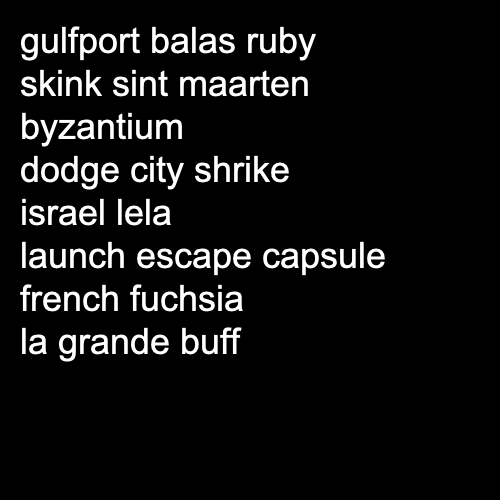 gulfport balas ruby
skink sint maarten
byzantium
dodge city shrike
israel lela
launch escape capsule
french fuchsia
la grande buff